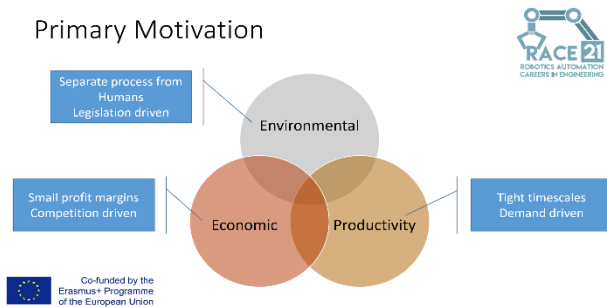 Primary Motivation
RACE 21
ROBOTICS AUTOMATION
CAREERS IN ENGINEERING
Separate process from
Humans
Legislation driven
Environmental
Small profit margins
Competition driven
Economic
Productivity
Tight timescales
Demand driven
Co-funded by the
Erasmus+ Programme
of the European Union